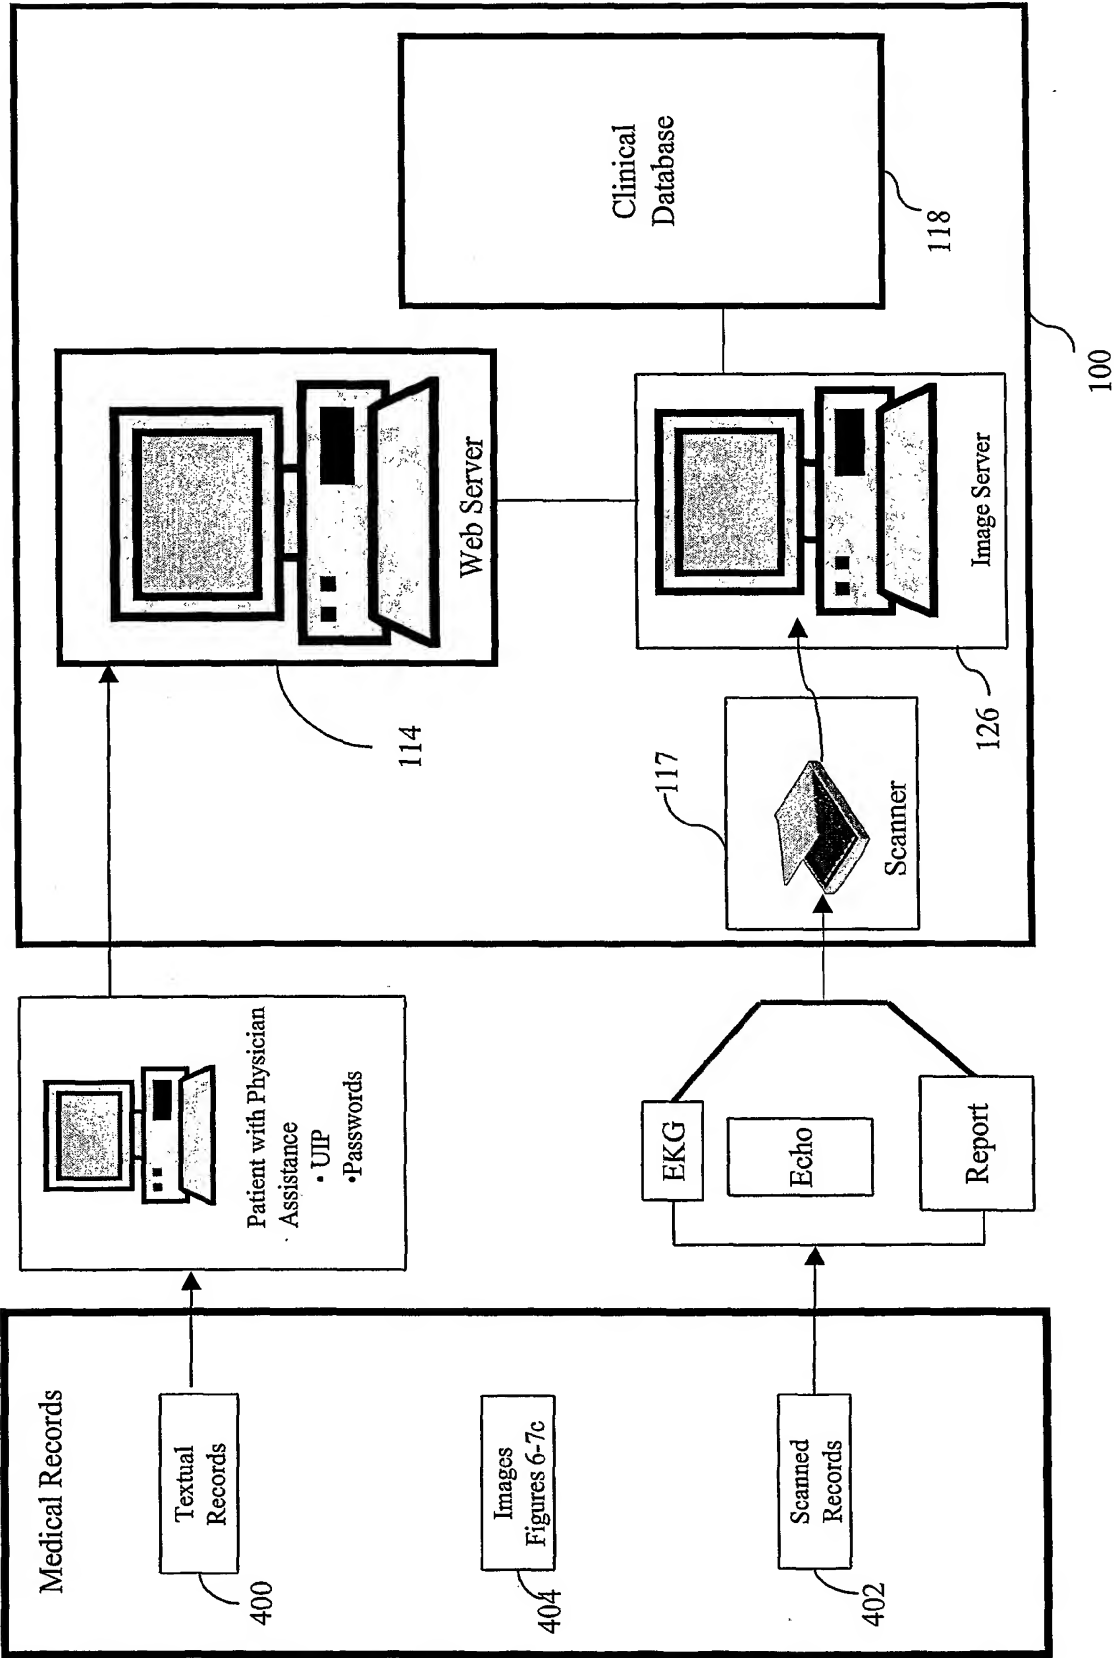 Medical Records
Textual
Records
400
Images
Figures 6-7c
404
Scanned
Records
402
Patient with Physician
Assistance
• UIP
•Passwords
EKG
Echo
Report
117
Scanner
114
Web Server
126
Image Server
Clinical
Database
118
100